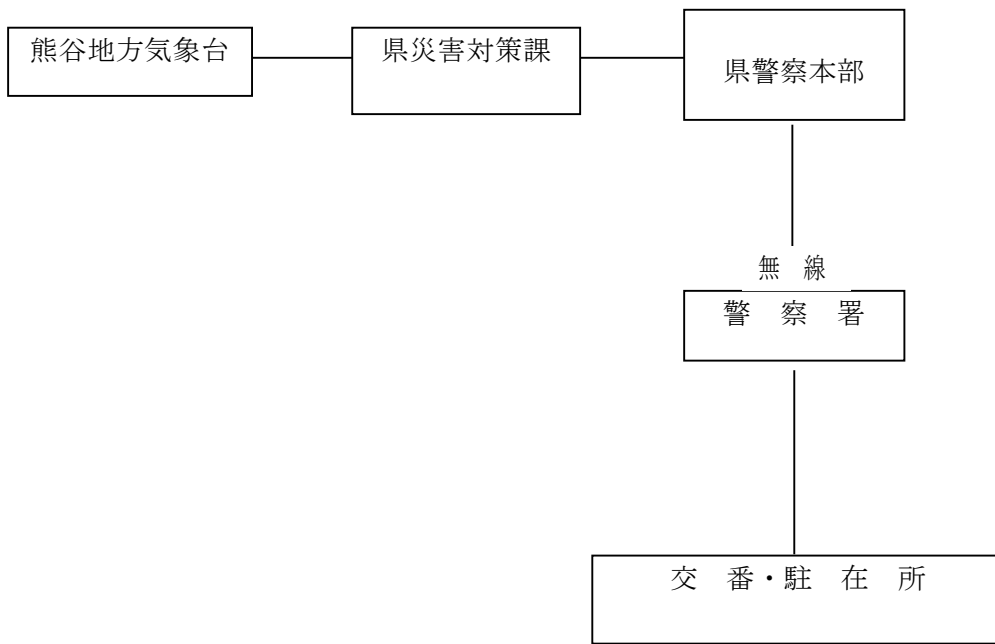 熊谷地方気象台
県災害対策課
県警察本部
無　線
警　察　署
交　番・駐　在　所